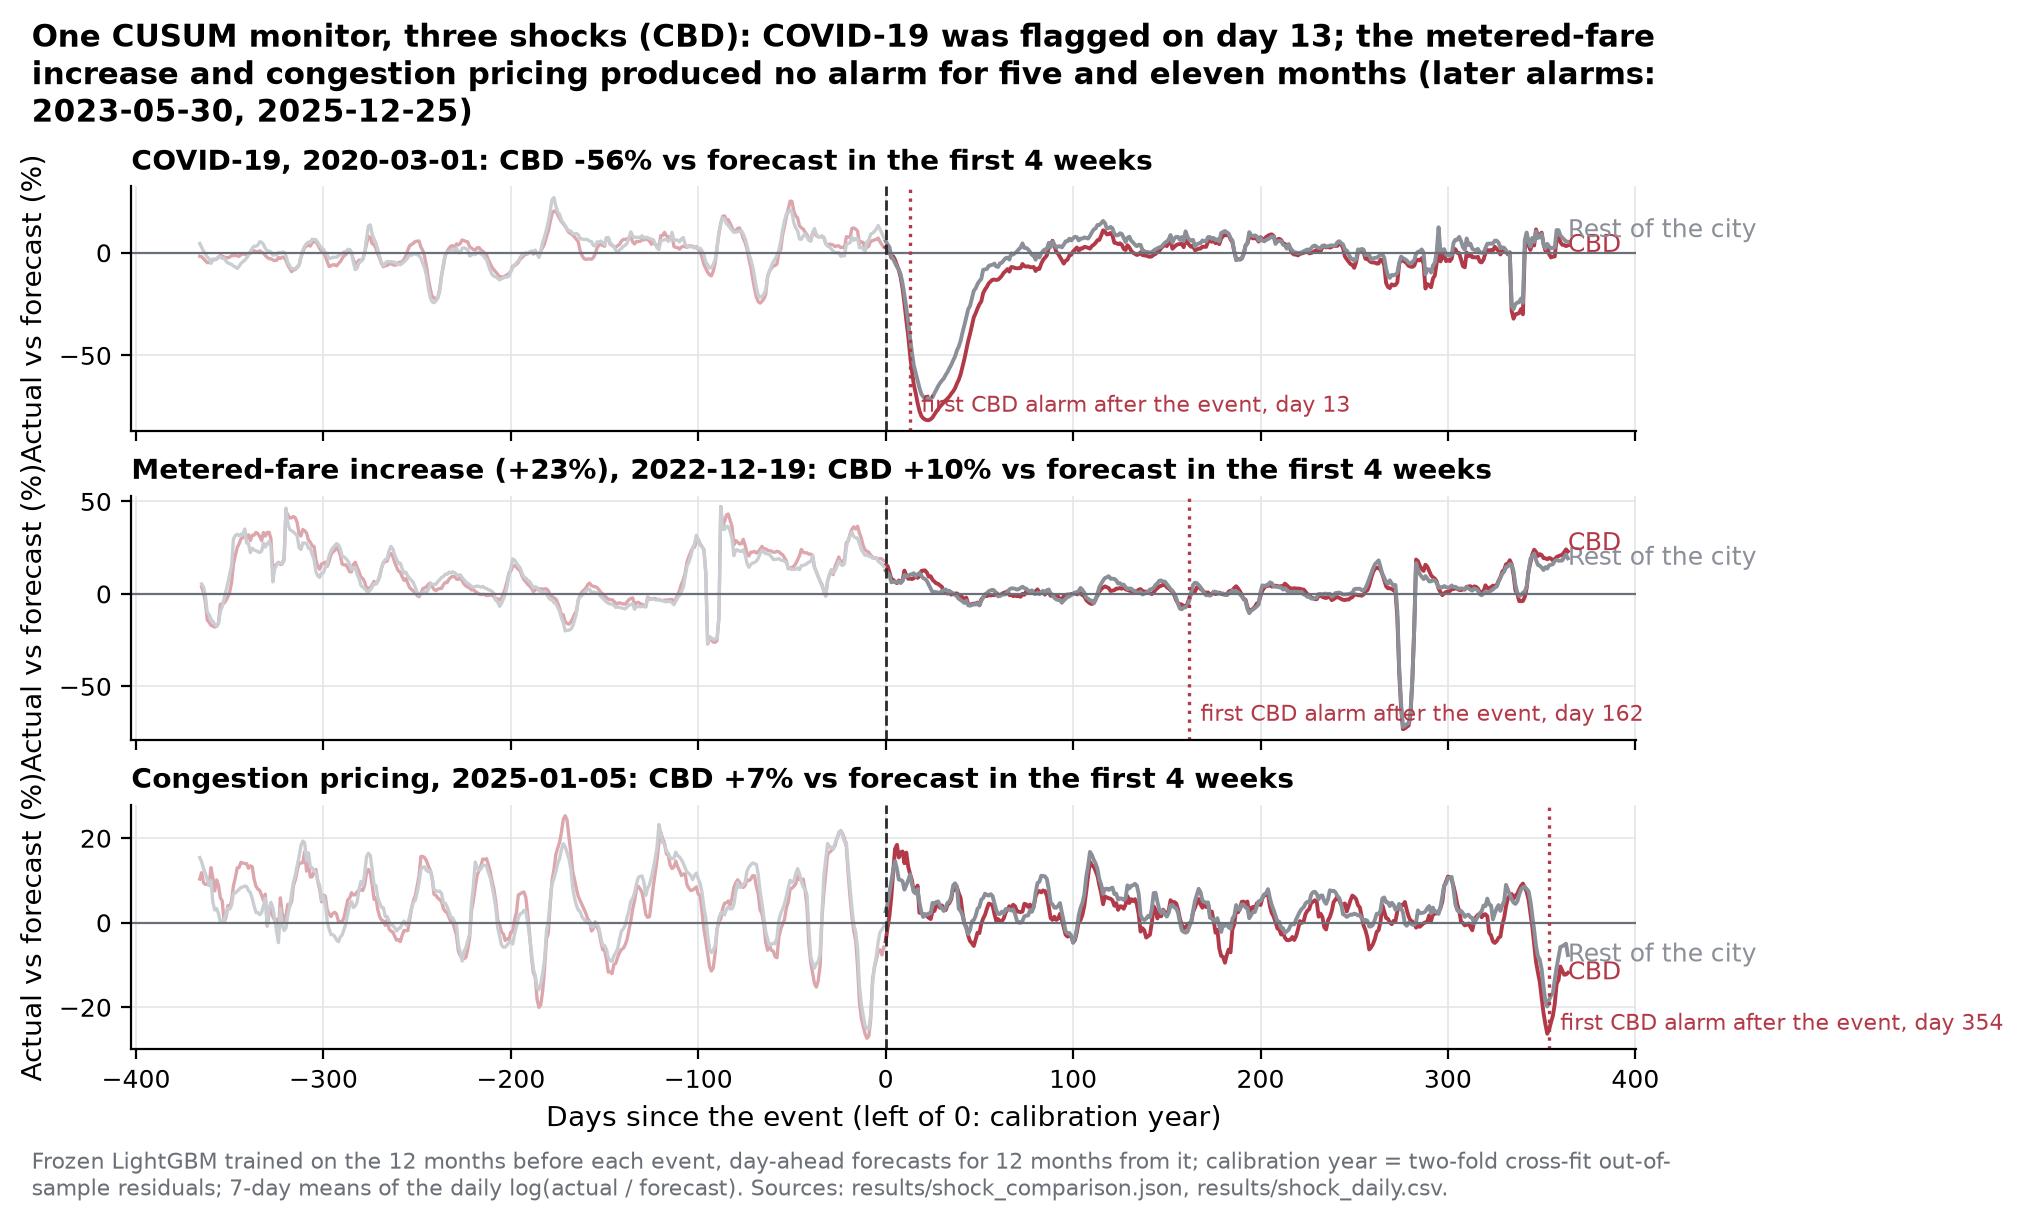 One CUSUM monitor, three shocks (CBD): COVID-19 was flagged on day 13; the metered-fare
increase and congestion pricing produced no alarm for five and eleven months (later alarms:
2023-05-30, 2025-12-25)
COVID-19, 2020-03-01: CBD -56% vs forecast in the first 4 weeks
Actual vs forecast (%)
0
−50
Rest of the city
CBD
first CBD alarm after the event, day 13
Metered-fare increase (+23%), 2022-12-19: CBD +10% vs forecast in the first 4 weeks
Actual vs forecast (%)
50
0
−50
CBD
Rest of the city
first CBD alarm after the event, day 162
Congestion pricing, 2025-01-05: CBD +7% vs forecast in the first 4 weeks
Actual vs forecast (%)
20
0
−20
Rest of the city
CBD
first CBD alarm after the event, day 354
−400 −300 −200 −100 0 100 200 300 400
Days since the event (left of 0: calibration year)
Frozen LightGBM trained on the 12 months before each event, day-ahead forecasts for 12 months from it; calibration year = two-fold cross-fit out-of-
sample residuals; 7-day means of the daily log(actual / forecast). Sources: results/shock_comparison.json, results/shock_daily.csv.